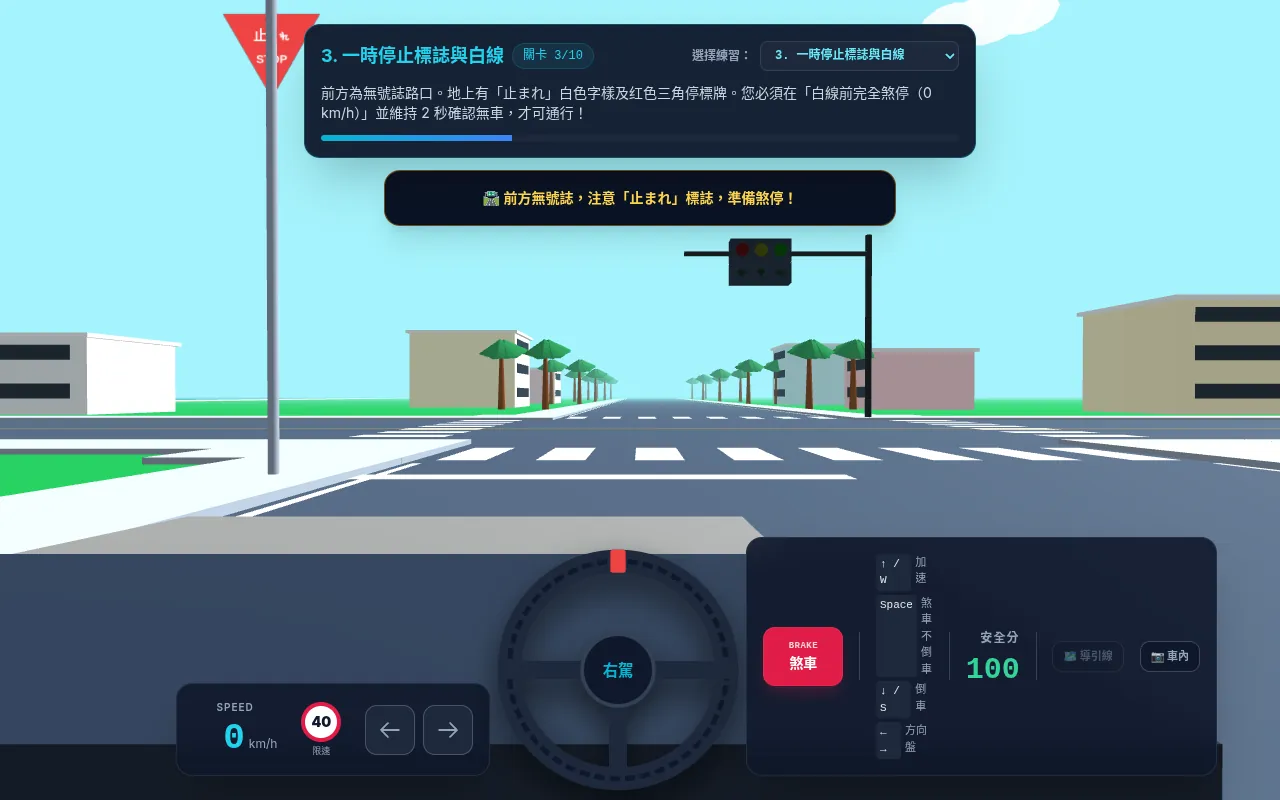 3. 一時停止標誌與白線
關卡 3/10
選擇練習：
3. 一時停止標誌與白線
前方為無號誌路口。地上有「止まれ」白色字樣及紅色三角停標牌。您必須在「白線前完全煞停（0
km/h）」並維持 2 秒確認無車，才可通行！
前方無號誌，注意「止まれ」標誌，準備煞停！
SPEED
0 km/h
40
限速
←
→
右駕
BRAKE
煞車
↑ /
W
加
速
Space
煞
車
不
倒
車
↓ /
S
倒
車
←
→
方向
盤
安全分
100
導引線
車內